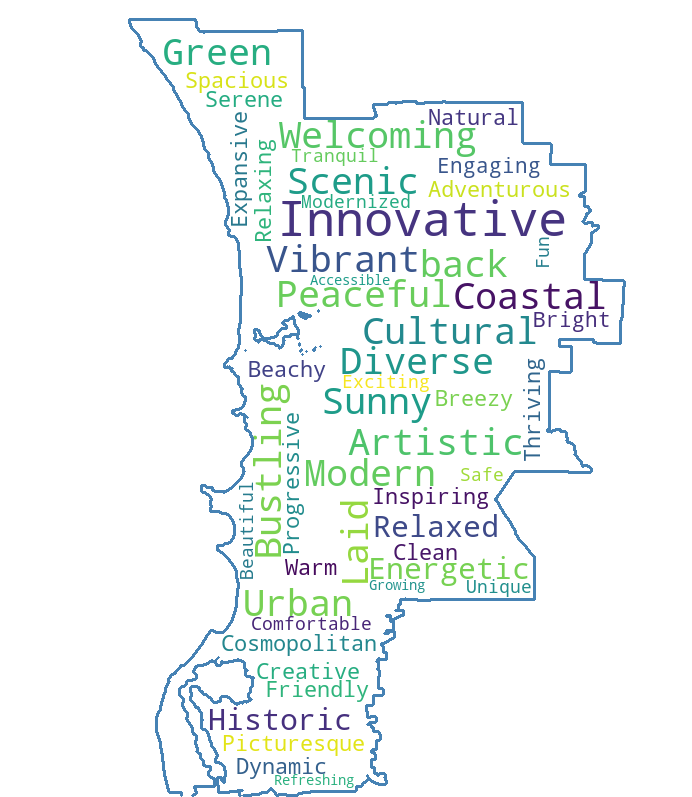 Green
Spacious
Serene
Expansive
Relaxing
Natural
Welcoming
Tranquil
Engaging
Scenic
Adventurous
Modernized
Innovative
Fun
Vibrant
back
Accessible
Peaceful
Coastal
Bright
Cultural
Diverse
Beachy
Exciting
Sunny
Breezy
Thriving
Bustling
Progressive
Artistic
Modern
Safe
Inspiring
Beautiful
Laid
Relaxed
Clean
Warm
Energetic
Growing
Unique
Urban
Comfortable
Cosmopolitan
Creative
Friendly
Historic
Picturesque
Dynamic
Refreshing